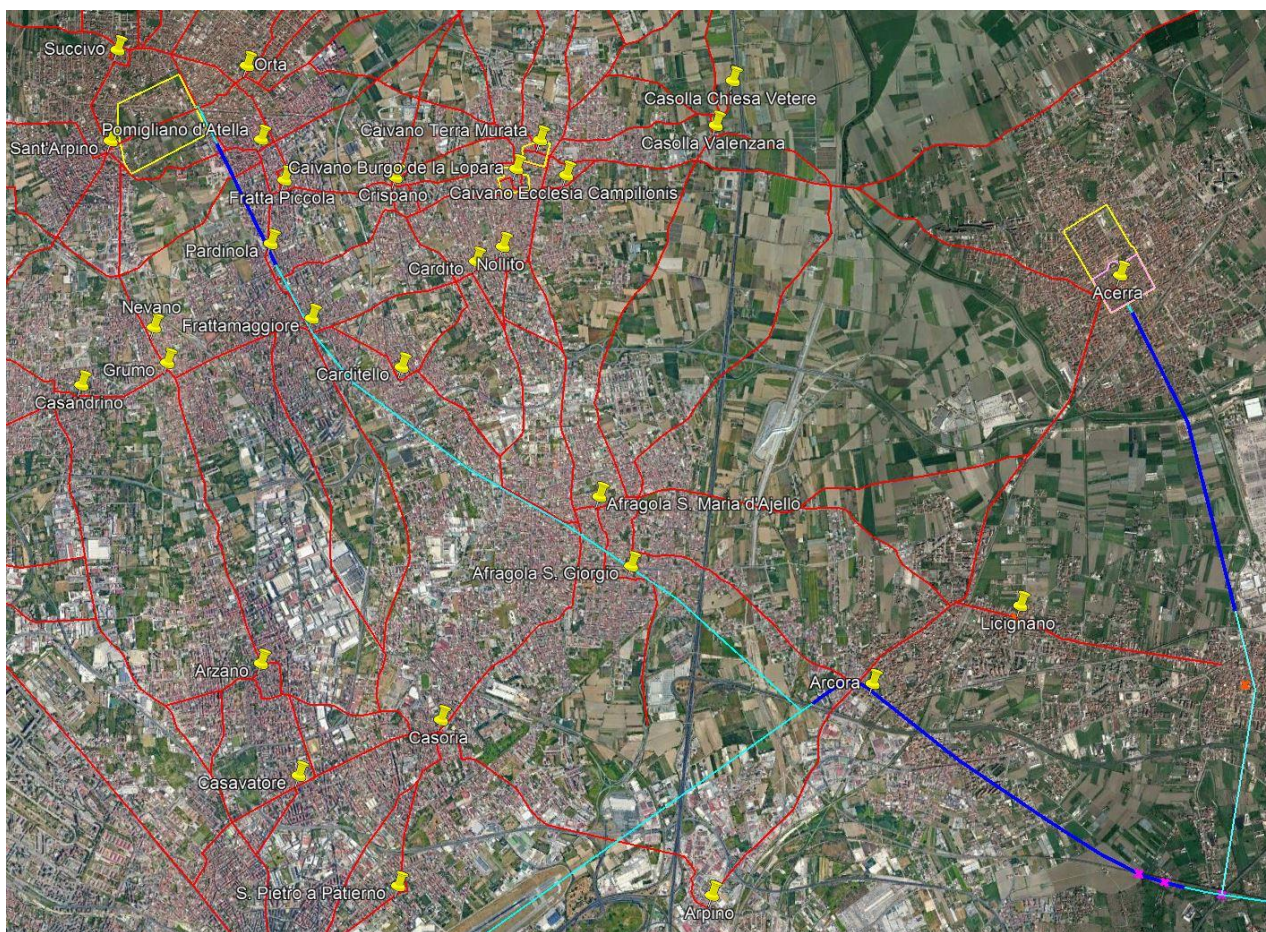 Succivo
Orta
Casolla Chiesa Vetere
Pomigliano d'Atella
Caivano Terra Murata
Casolla Valenzana
Sant'Arpino
Caivano Burgo de la Lopara
Fratta Piccola
Crispano
Caivano Ecclesia Campilionis
Pardinola
Cardito
Nollito
Acerra
Nevano
Frattamaggiore
Grumo
Carditello
Casandrino
Afragola S. Maria d'Ajello
Afragola S. Giorgio
Licignano
Arzano
Arcora
Casoria
Casavatore
S. Pietro a Patierno
Arpino